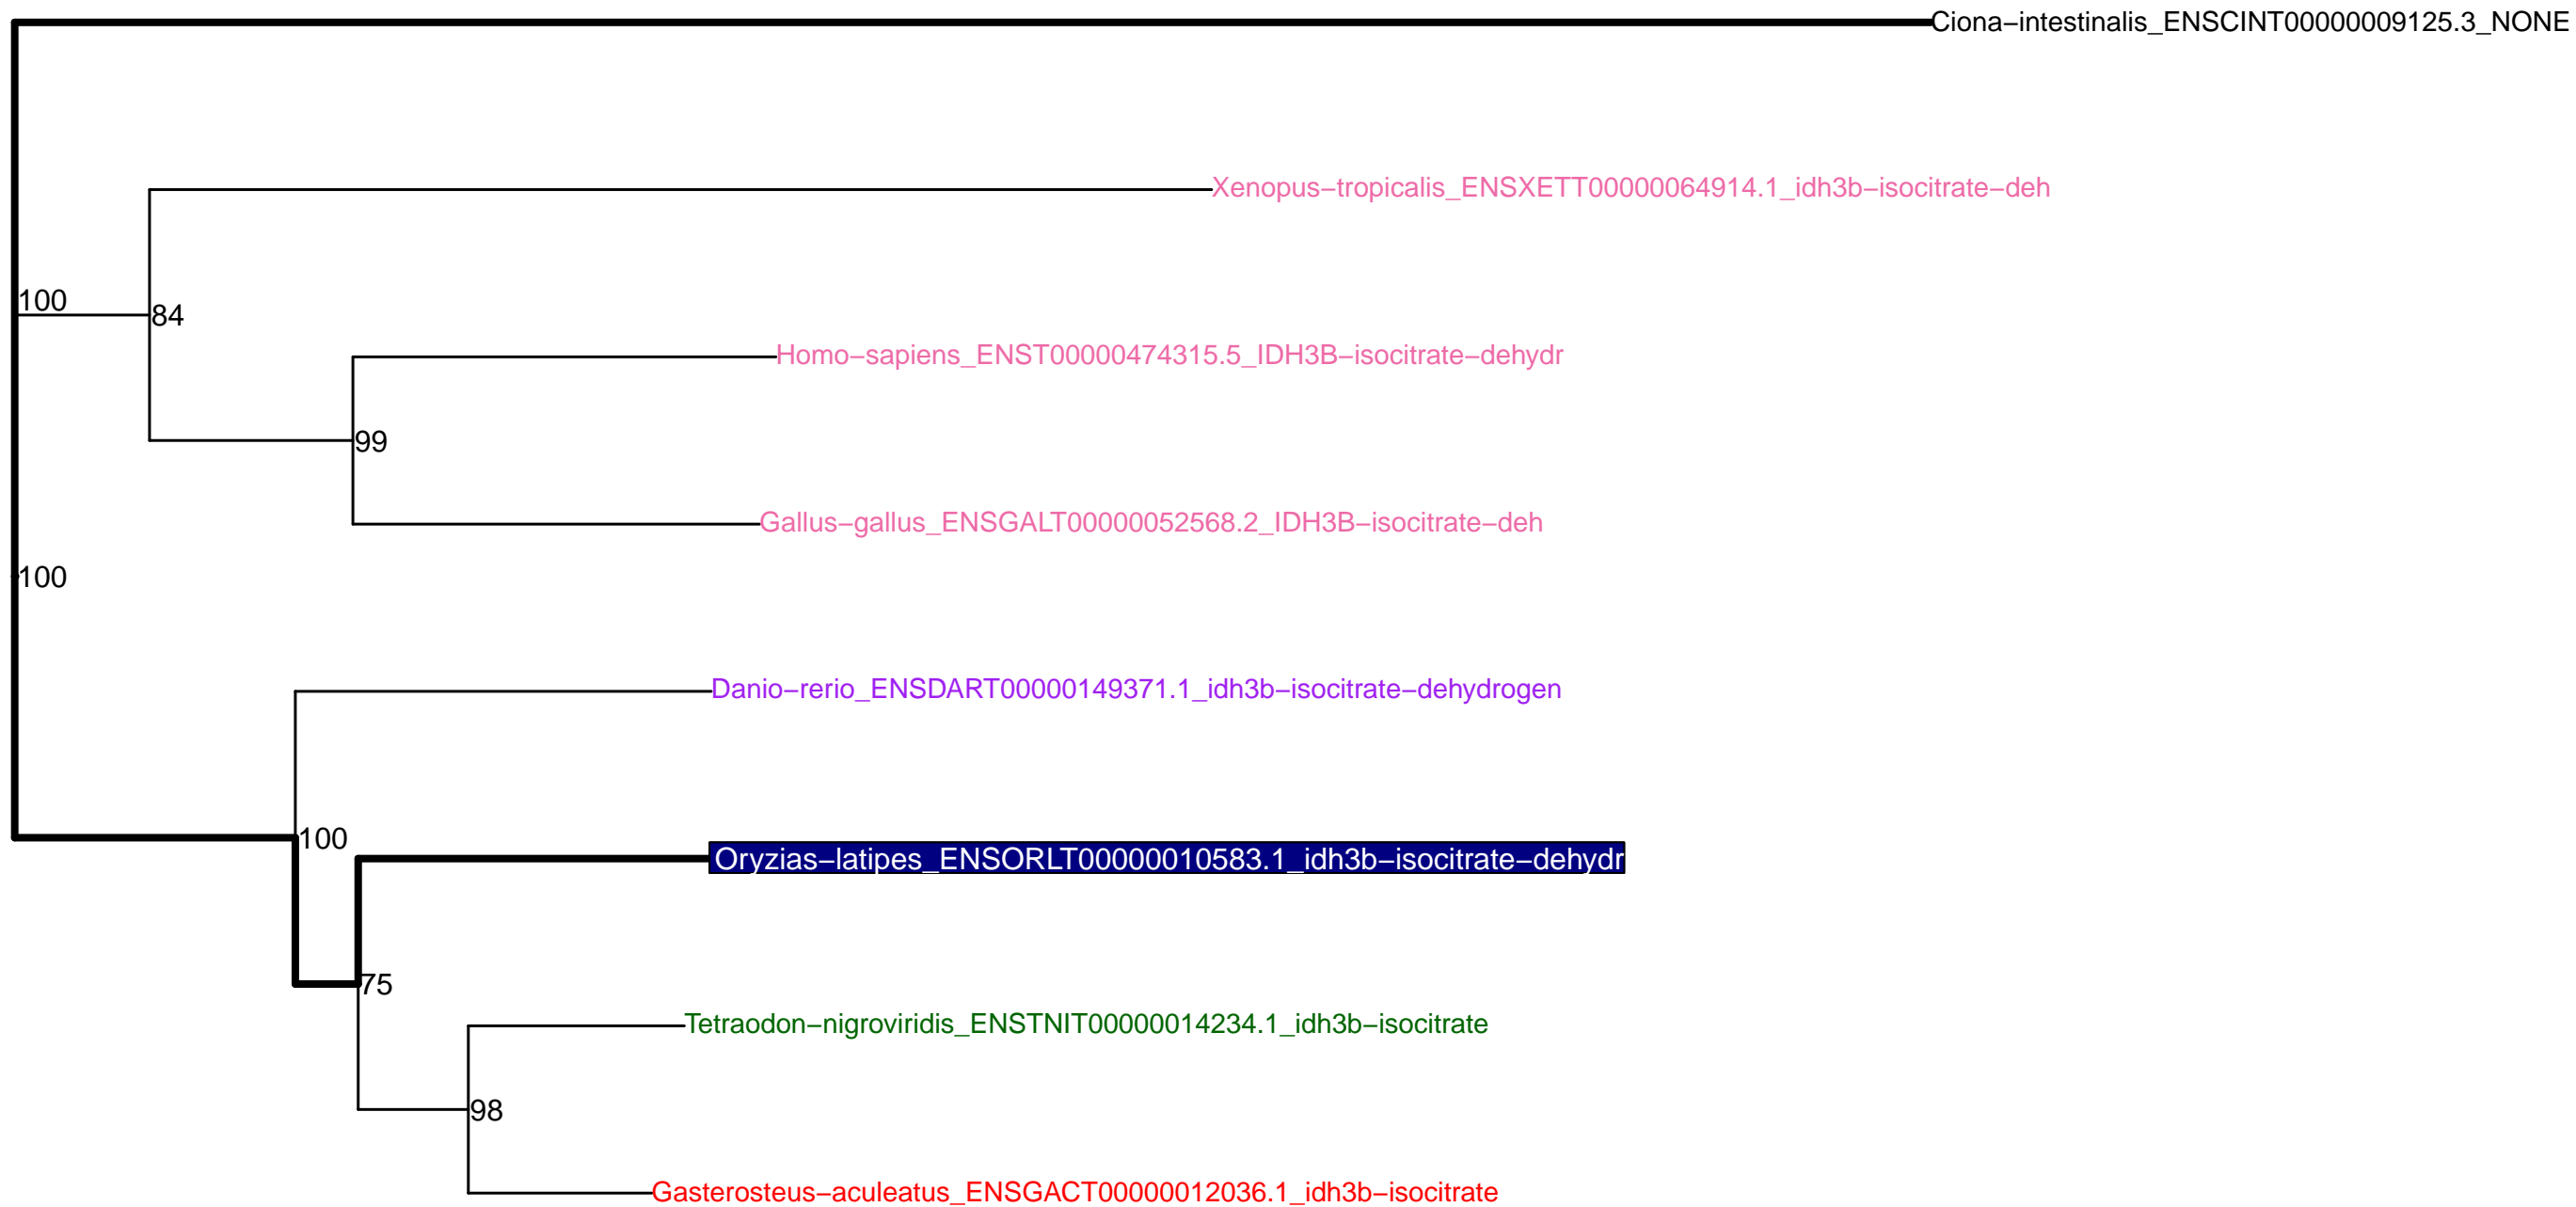 Ciona−intestinalis_ENSCINT00000009125.3_NONE
Xenopus−tropicalis_ENSXETT00000064914.1_idh3b−isocitrate−deh
100
84
Homo−sapiens_ENST00000474315.5_IDH3B−isocitrate−dehydr
99
Gallus−gallus_ENSGALT00000052568.2_IDH3B−isocitrate−deh
100
Danio−rerio_ENSDART00000149371.1_idh3b−isocitrate−dehydrogen
100
Oryzias−latipes_ENSORLT00000010583.1_idh3b−isocitrate−dehydr
75
Tetraodon−nigroviridis_ENSTNIT00000014234.1_idh3b−isocitrate
98
Gasterosteus−aculeatus_ENSGACT00000012036.1_idh3b−isocitrate